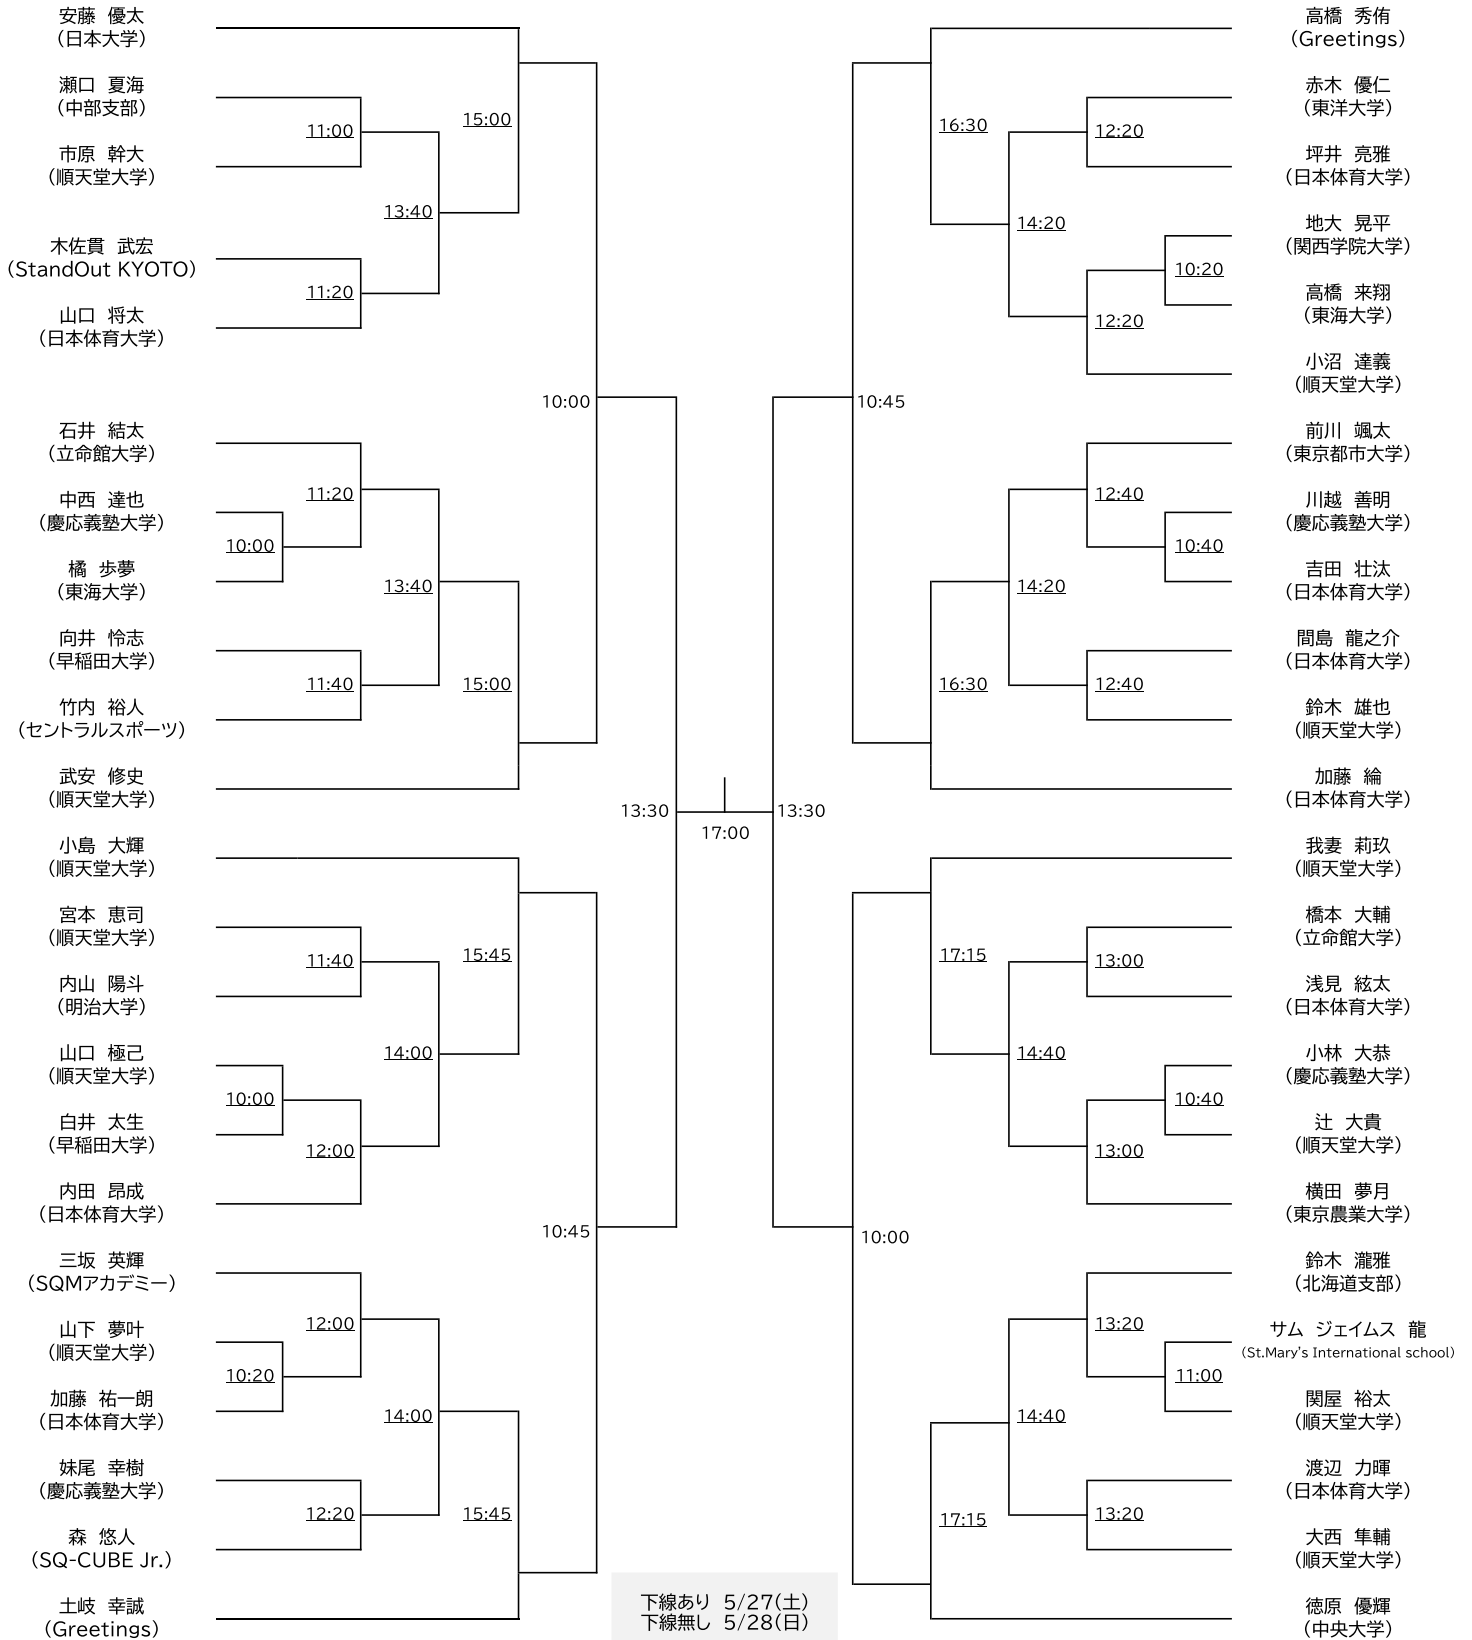 安藤 優太
（日本大学）
瀬口 夏海
（中部支部）
11:00
15:00
市原 幹大
（順天堂大学）
13:40
木佐貫 武宏
（StandOut KYOTO）
11:20
山口 将太
（日本体育大学）
10:00
石井 結太
（立命館大学）
11:20
中西 達也
（慶応義塾大学）
10:00
橘 歩夢
（東海大学）
13:40
向井 怜志
（早稲田大学）
11:40
15:00
竹内 裕人
（セントラルスポーツ）
武安 修史
（順天堂大学）
13:30
小島 大輝
（順天堂大学）
宮本 恵司
（順天堂大学）
11:40
15:45
内山 陽斗
（明治大学）
14:00
山口 極己
（順天堂大学）
10:00
白井 太生
（早稲田大学）
12:00
内田 昂成
（日本体育大学）
10:45
三坂 英輝
（SQMアカデミー）
12:00
山下 夢叶
（順天堂大学）
10:20
加藤 祐一朗
（日本体育大学）
14:00
妹尾 幸樹
（慶応義塾大学）
12:20
15:45
森 悠人
（SQ-CUBE Jr.）
土岐 幸誠
（Greetings）
17:00
高橋 秀侑
（Greetings）
赤木 優仁
（東洋大学）
16:30
12:20
坪井 亮雅
（日本体育大学）
14:20
地大 晃平
（関西学院大学）
10:20
高橋 来翔
（東海大学）
12:20
小沼 達義
（順天堂大学）
10:45
前川 颯太
（東京都市大学）
12:40
川越 善明
（慶応義塾大学）
10:40
吉田 壮汰
（日本体育大学）
14:20
間島 龍之介
（日本体育大学）
16:30
12:40
鈴木 雄也
（順天堂大学）
加藤 綸
（日本体育大学）
13:30
我妻 莉玖
（順天堂大学）
橋本 大輔
（立命館大学）
17:15
13:00
浅見 絃太
（日本体育大学）
14:40
小林 大恭
（慶応義塾大学）
10:40
辻 大貴
（順天堂大学）
13:00
横田 夢月
（東京農業大学）
10:00
鈴木 瀧雅
（北海道支部）
13:20
サム ジェイムス 龍
（St.Mary's International school）
11:00
関屋 裕太
（順天堂大学）
14:40
渡辺 力暉
（日本体育大学）
17:15
13:20
大西 隼輔
（順天堂大学）
徳原 優輝
（中央大学）
下線あり 5/27（土）
下線無し 5/28（日）